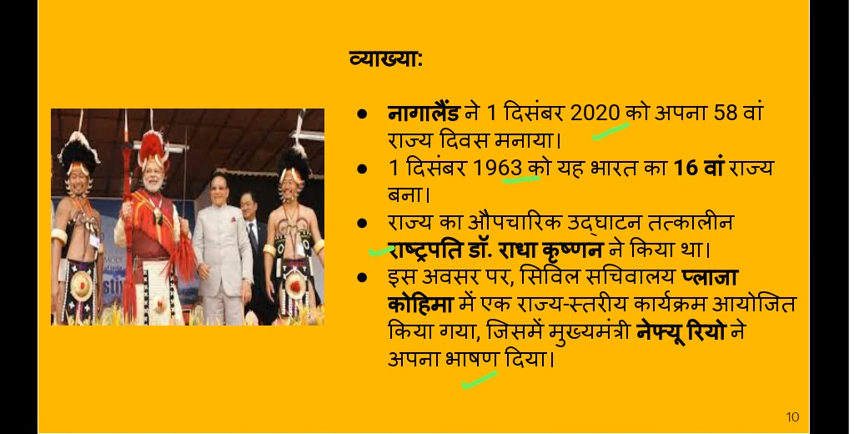 व्याख्या:
● नागालैंड ने 1 दिसंबर 2020 को अपना 58 वां
राज्य दिवस मनाया।
● 1 दिसंबर 1963 को यह भारत का 16 वां राज्य
बना।
● राज्य का औपचारिक उद्घाटन तत्कालीन
राष्ट्रपति डॉ. राधा कृष्णन ने किया था।
● इस अवसर पर, सिविल सचिवालय प्लाजा
कोहिमा में एक राज्य-स्तरीय कार्यक्रम आयोजित
किया गया, जिसमें मुख्यमंत्री नेफ्यू रियो ने
अपना भाषण दिया।
10